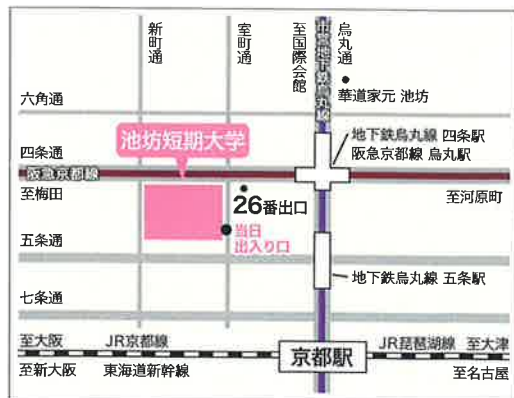 新町通
室町通
至国際会館
市営地下鉄烏丸線
烏丸通
華道家元 池坊
六角通
池坊短期大学
地下鉄烏丸線 四条駅
阪急京都線 烏丸駅
四条通
阪急京都線
至梅田
至河原町
26番出口
当日
出入り口
五条通
地下鉄烏丸線 五条駅
七条通
至大阪
JR京都線
京都駅
JR琵琶湖線
至大津
至新大阪
東海道新幹線
至名古屋